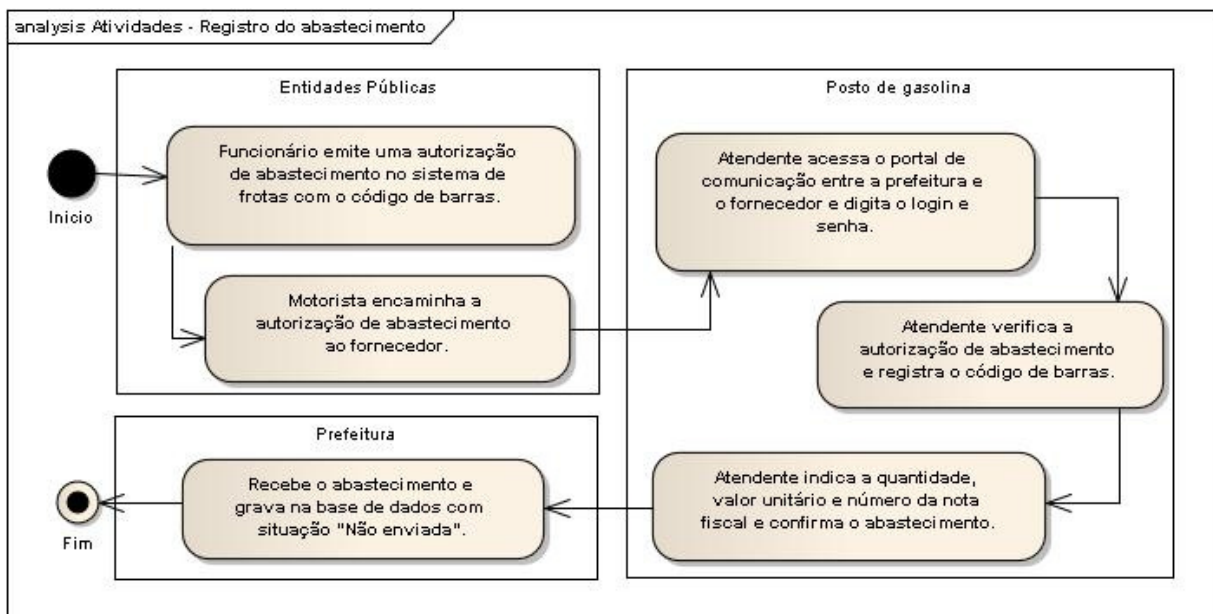 analysis Atividades - Registro do abastecimento
Entidades Públicas
Funcionário emite uma autorização
de abastecimento no sistema de
frotas com o código de barras.
Inicio
Motorista encaminha a
autorização de abastecimento
ao fornecedor.
Posto de gasolina
Atendente acessa o portal de
comunicação entre a prefeitura e
o fornecedor e digita o login e
senha.
Atendente verifica a
autorização de abastecimento
e registra o código de barras.
Atendente indica a quantidade,
valor unitário e número da nota
fiscal e confirma o abastecimento.
Prefeitura
Recebe o abastecimento e
grava na base de dados com
situação "Não enviada".
Fim